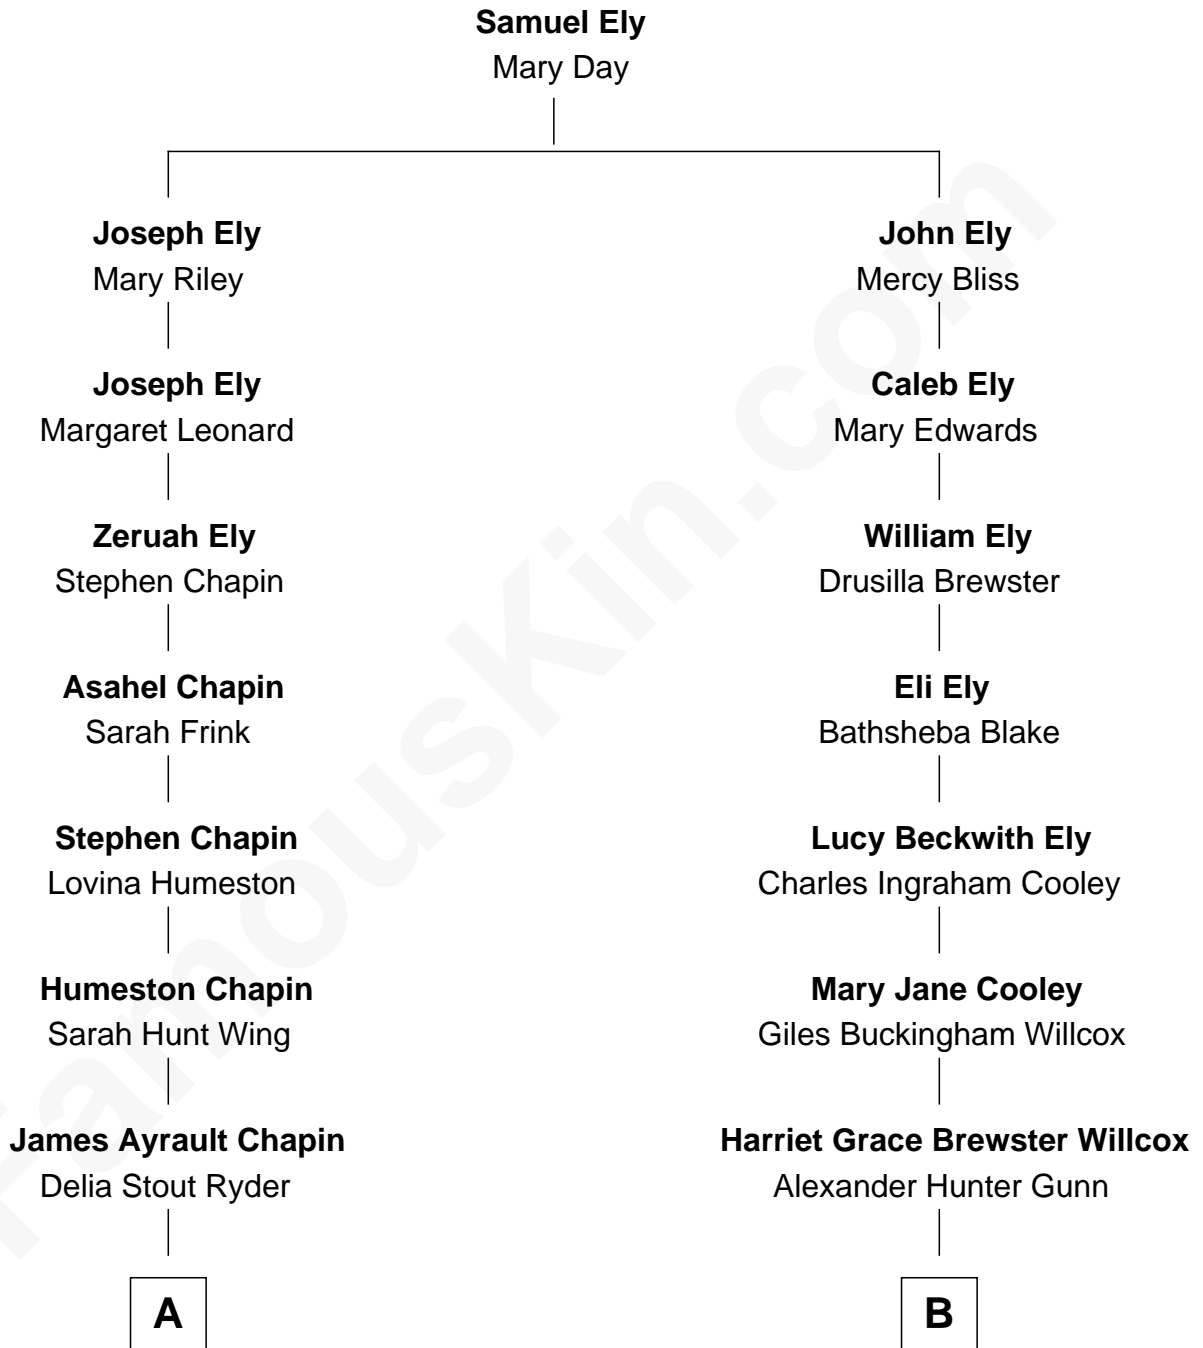 Samuel Ely
Mary Day
Joseph Ely
Mary Riley
John Ely
Mercy Bliss
Joseph Ely
Margaret Leonard
Caleb Ely
Mary Edwards
Zeruah Ely
Stephen Chapin
William Ely
Drusilla Brewster
Asahel Chapin
Sarah Frink
Eli Ely
Bathsheba Blake
Stephen Chapin
Lovina Humeston
Lucy Beckwith Ely
Charles Ingraham Cooley
Humeston Chapin
Sarah Hunt Wing
Mary Jane Cooley
Giles Buckingham Willcox
James Ayrault Chapin
Delia Stout Ryder
Harriet Grace Brewster Willcox
Alexander Hunter Gunn
A
B
FamousKin.com